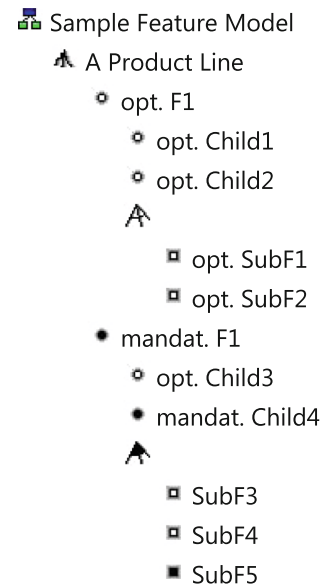 Sample Feature Model
A Product Line
opt. F1
opt. Child1
opt. Child2
opt. SubF1
opt. SubF2
mandat. F1
opt. Child3
mandat. Child4
SubF3
SubF4
SubF5